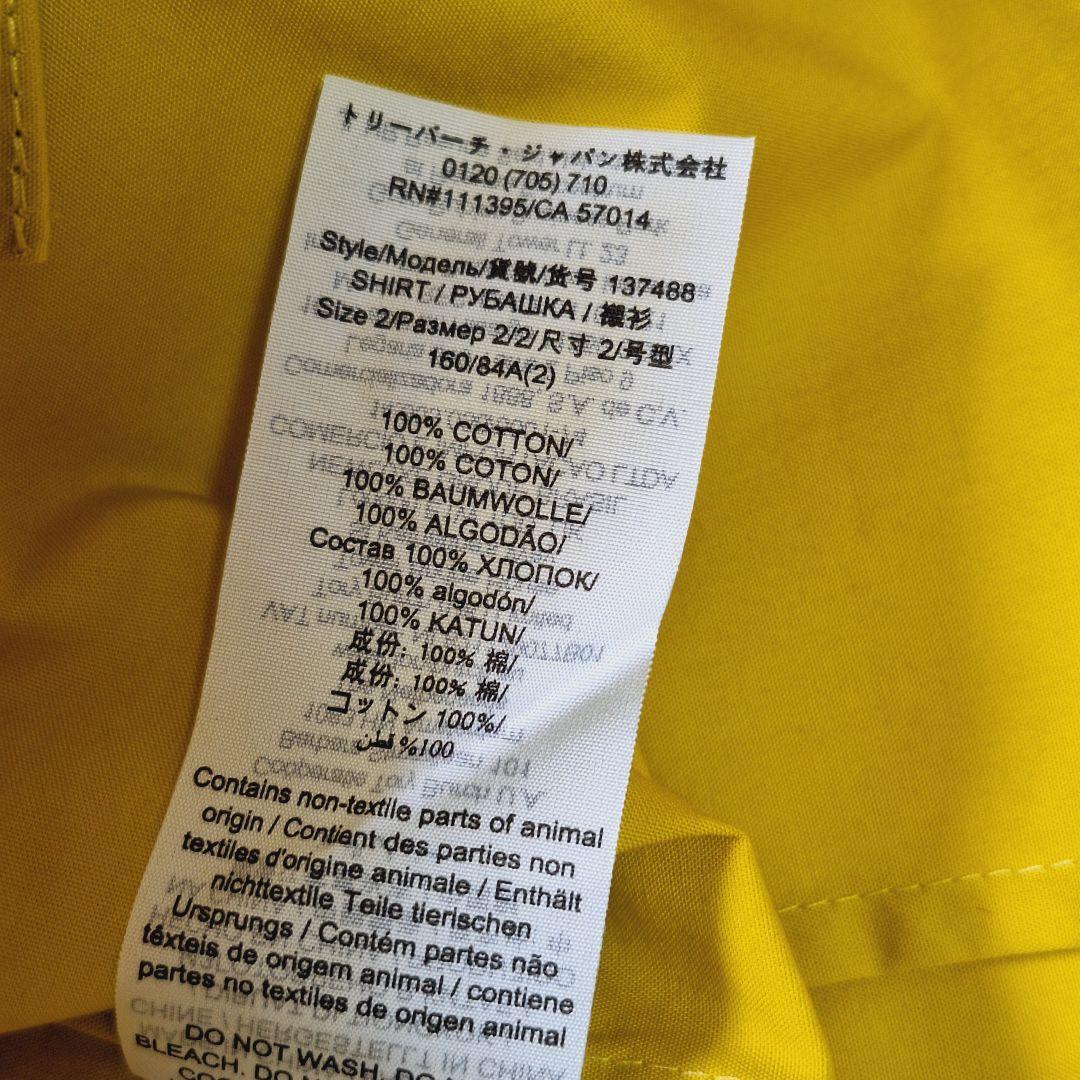 トリーバーチ・ジャパン株式会社
0120 (705) 710
RN#111395/CA 57014
Style/Модель/貨號/货号 137488
SHIRT / РУБАШКА / 襯衫
Size 2/Размер 2/2/尺寸 2/号型
160/84A(2)
100% COTTON/
100% COTON/
100% BAUMWOLLE/
100% ALGODÃO/
Состав 100% ХЛОПОК/
100% algodón/
100% KATUN/
成份: 100% 棉/
成份: 100% 棉/
コットン 100%/
100% قطن
Contains non-textile parts of animal
origin / Contient des parties non
textiles d'origine animale / Enthält
nichttextile Teile tierischen
Ursprungs / Contém partes não
têxteis de origem animal / contiene
partes no textiles de origen animal
DO NOT WASH. DO
BLEACH. DO